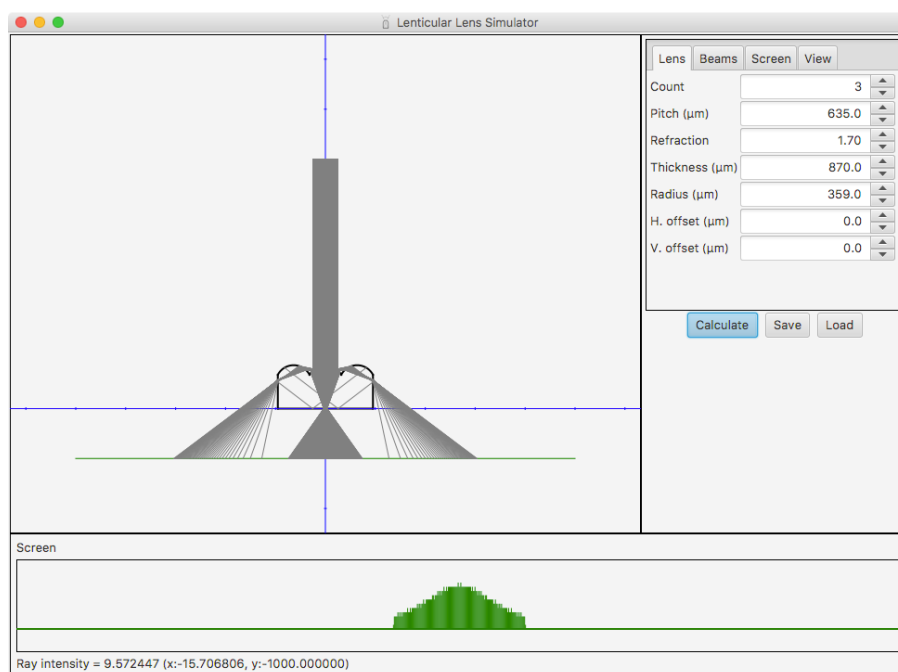 Lenticular Lens Simulator
Lens Beams Screen View
Count 3
Pitch (μm) 635.0
Refraction 1.70
Thickness (μm) 870.0
Radius (μm) 359.0
H. offset (μm) 0.0
V. offset (μm) 0.0
Calculate Save Load
Screen
Ray intensity = 9.572447 (x:-15.706806, y:-1000.000000)